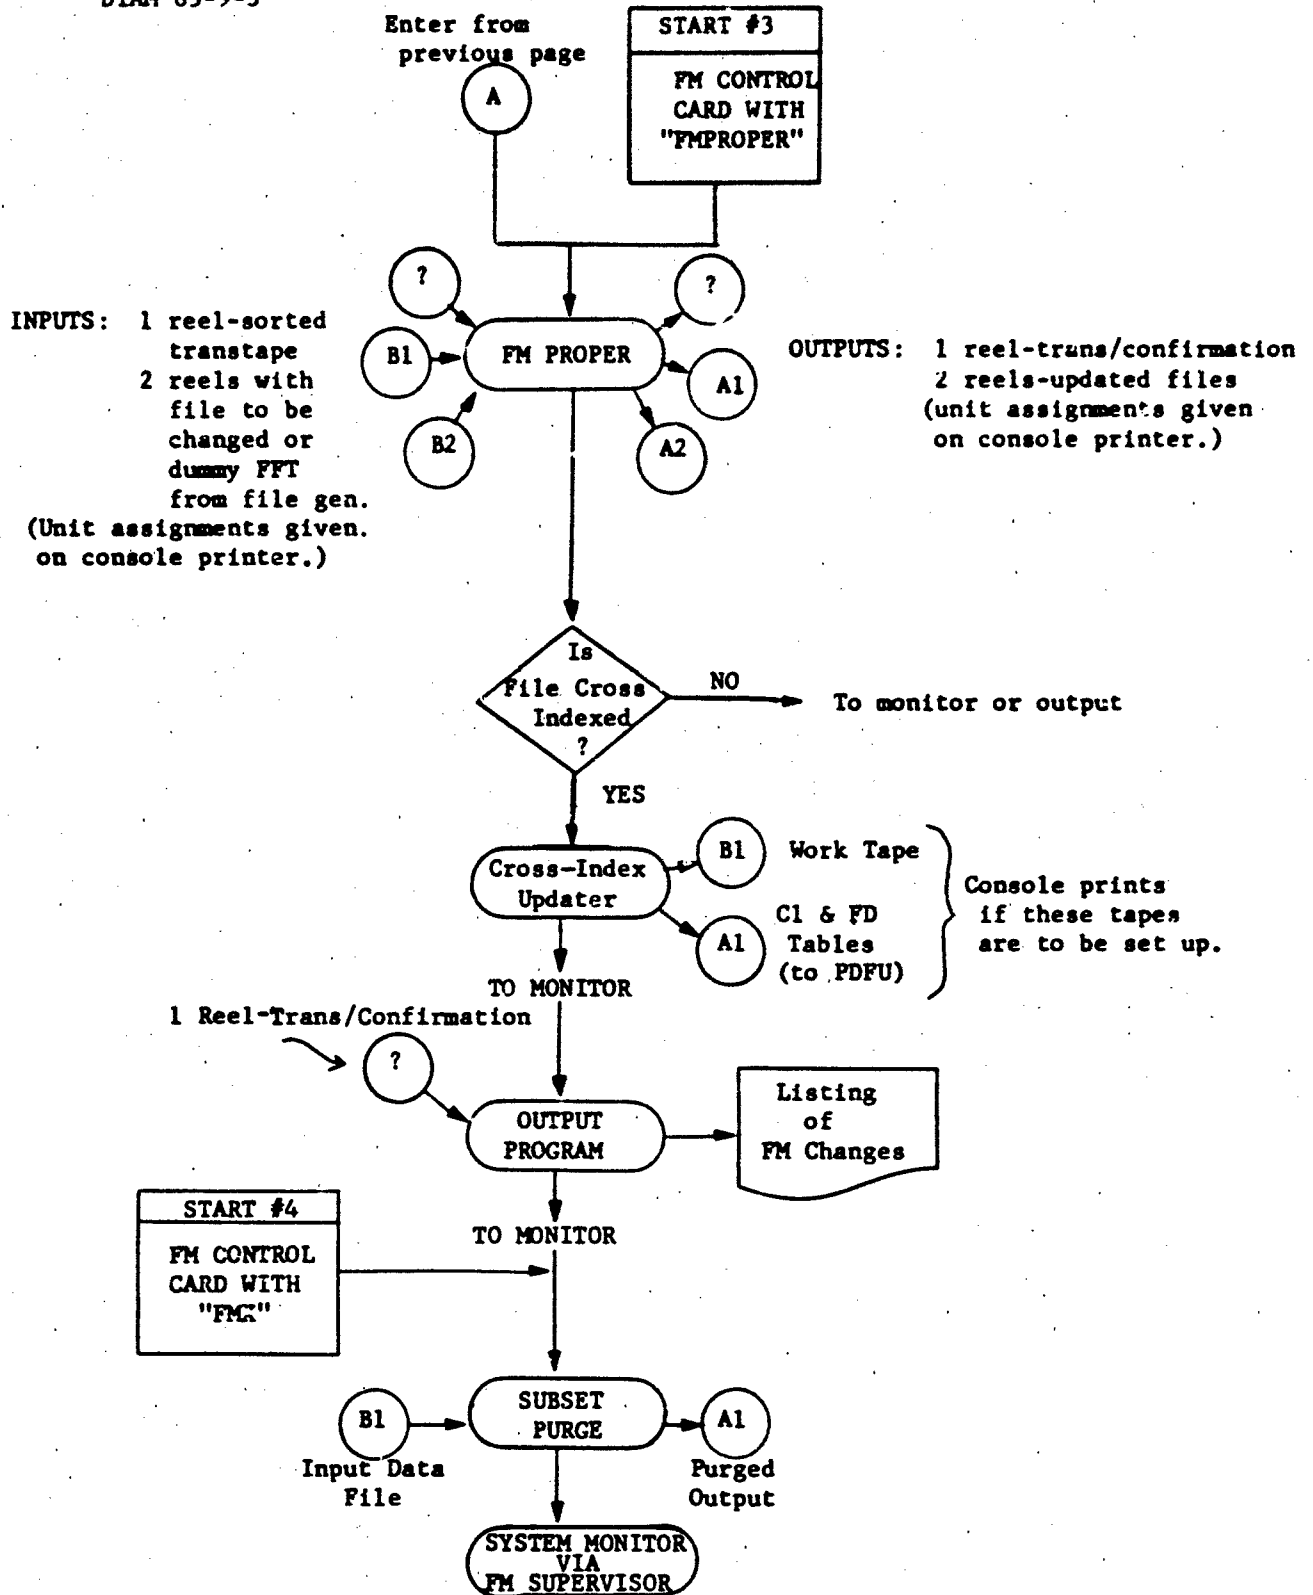 Enter from
previous page
A
START #3
FM CONTROL
CARD WITH
"FMPROPER"
?
?
INPUTS: 1 reel-sorted
transtape
2 reels with
file to be
changed or
dummy FFT
from file gen.
(Unit assignments given.
on console printer.)
B1
FM PROPER
A1
B2
A2
OUTPUTS: 1 reel-trans/confirmation
2 reels-updated files
(unit assignments given
on console printer.)
Is
File Cross
Indexed
?
NO
To monitor or output
YES
Cross-Index
Updater
B1
Work Tape
A1
C1 & FD
Tables
(to PDFU)
Console prints
if these tapes
are to be set up.
TO MONITOR
1 Reel-Trans/Confirmation
?
OUTPUT
PROGRAM
Listing
of
FM Changes
TO MONITOR
START #4
FM CONTROL
CARD WITH
SUBSET
PURGE
B1
Input Data
File
A1
Purged
Output
SYSTEM MONITOR
VIA
FM SUPERVISOR